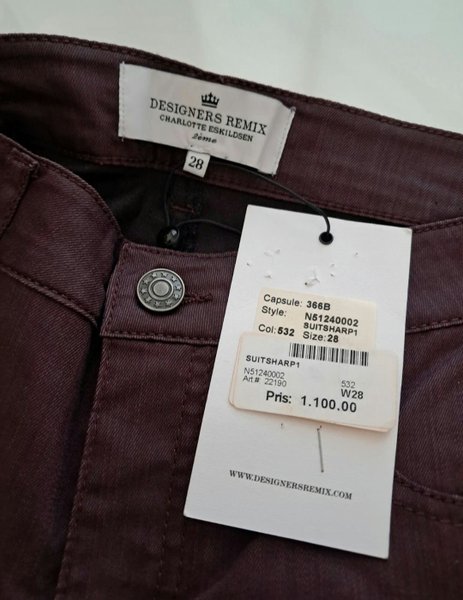 DESIGNERS REMIX
CHARLOTTE ESKILDSEN
2ème
28
Capsule: 366B
Style: N51240002
SUITSHARP1
Col: 532 Size: 28
SUITSHARP1
N51240002 532
Art.# 22190 W28
Pris: 1.100.00
WWW.DESIGNERSREMIX.COM